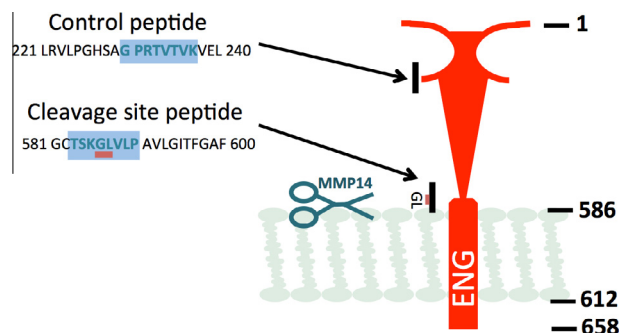 Control peptide
221 LRVLPGHSAG PRTVTVKVEL 240
Cleavage site peptide
581 GCTSKGLVLP AVLGITFGAF 600
MMP14
GL
ENG
1
586
612
658